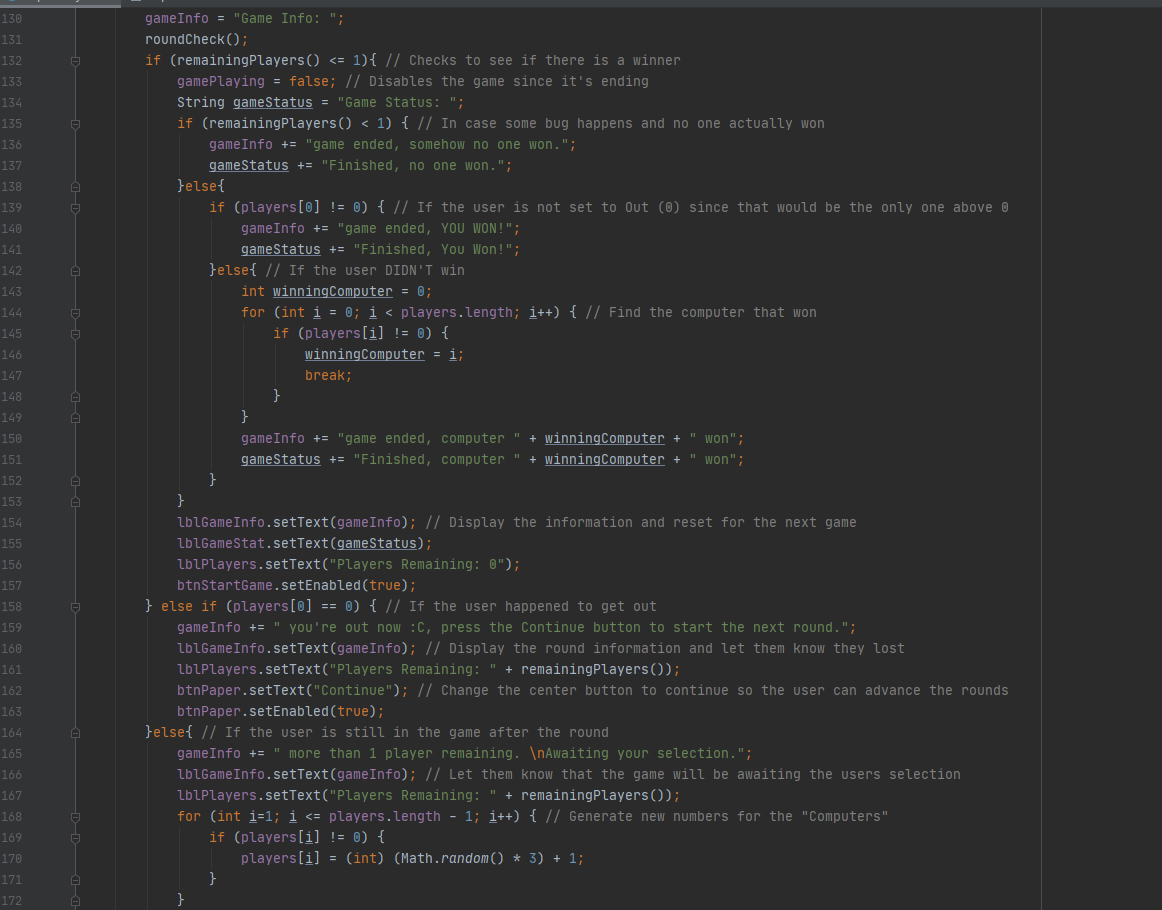 130 gameInfo = "Game Info: ";
131 roundCheck();
132 if (remainingPlayers() <= 1){ // Checks to see if there is a winner
133 gamePlaying = false; // Disables the game since it's ending
134 String gameStatus = "Game Status: ";
135 if (remainingPlayers() < 1) { // In case some bug happens and no one actually won
136 gameInfo += "game ended, somehow no one won.";
137 gameStatus += "Finished, no one won.";
138 }else{
139 if (players[0] != 0) { // If the user is not set to Out (0) since that would be the only one above 0
140 gameInfo += "game ended, YOU WON!";
141 gameStatus += "Finished, You Won!";
142 }else{ // If the user DIDN'T win
143 int winningComputer = 0;
144 for (int i = 0; i < players.length; i++) { // Find the computer that won
145 if (players[i] != 0) {
146 winningComputer = i;
147 break;
148 }
149 }
150 gameInfo += "game ended, computer " + winningComputer + " won";
151 gameStatus += "Finished, computer " + winningComputer + " won";
152 }
153 }
154 lblGameInfo.setText(gameInfo); // Display the information and reset for the next game
155 lblGameStat.setText(gameStatus);
156 lblPlayers.setText("Players Remaining: 0");
157 btnStartGame.setEnabled(true);
158 } else if (players[0] == 0) { // If the user happened to get out
159 gameInfo += " you're out now :C, press the Continue button to start the next round.";
160 lblGameInfo.setText(gameInfo); // Display the round information and let them know they lost
161 lblPlayers.setText("Players Remaining: " + remainingPlayers());
162 btnPaper.setText("Continue"); // Change the center button to continue so the user can advance the rounds
163 btnPaper.setEnabled(true);
164 }else{ // If the user is still in the game after the round
165 gameInfo += " more than 1 player remaining. \nAwaiting your selection.";
166 lblGameInfo.setText(gameInfo); // Let them know that the game will be awaiting the users selection
167 lblPlayers.setText("Players Remaining: " + remainingPlayers());
168 for (int i=1; i <= players.length - 1; i++) { // Generate new numbers for the "Computers"
169 if (players[i] != 0) {
170 players[i] = (int) (Math.random() * 3) + 1;
171 }
172 }